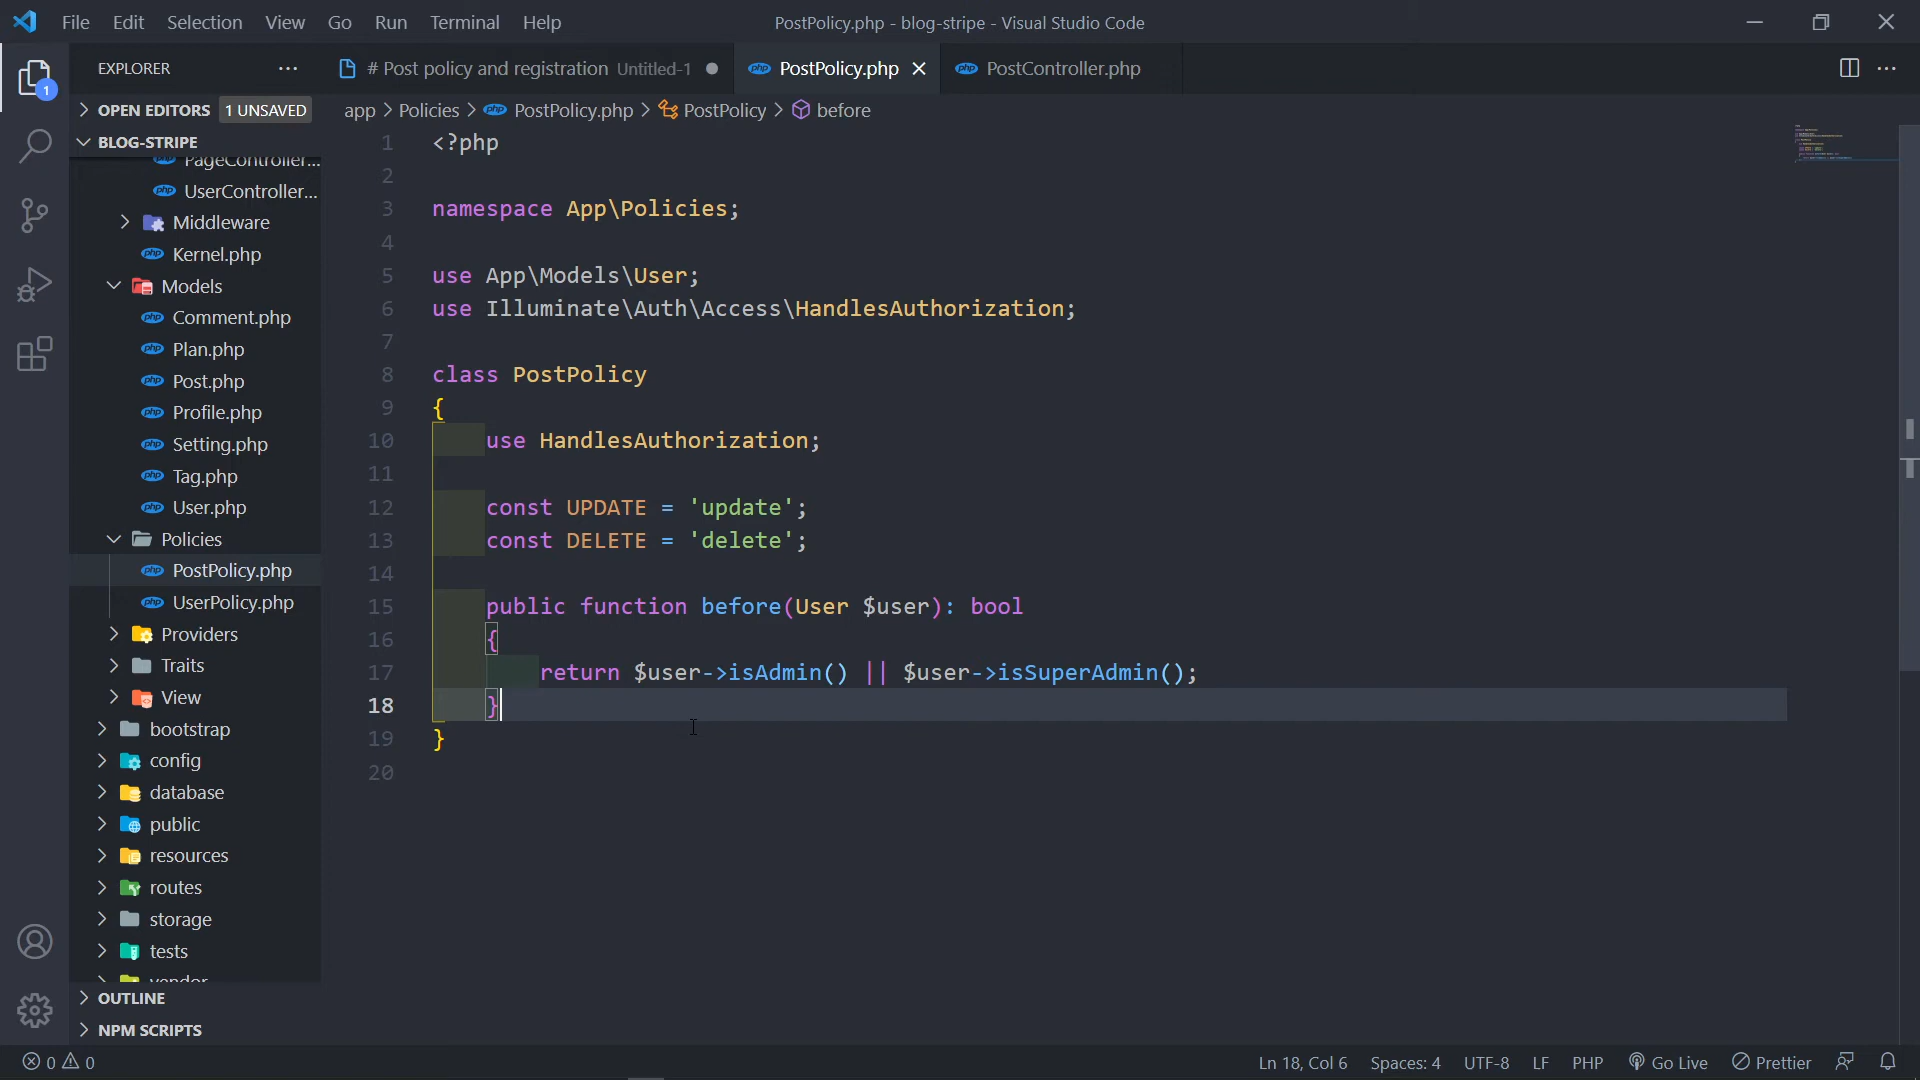 File Edit Selection View Go Run Terminal Help
PostPolicy.php - blog-stripe - Visual Studio Code
EXPLORER
# Post policy and registration Untitled-1
PostPolicy.php
PostController.php
OPEN EDITORS 1 UNSAVED
app > Policies > PostPolicy.php > PostPolicy > before
BLOG-STRIPE
PageController...
UserController...
Middleware
Kernel.php
Models
Comment.php
Plan.php
Post.php
Profile.php
Setting.php
Tag.php
User.php
Policies
PostPolicy.php
UserPolicy.php
Providers
Traits
View
bootstrap
config
database
public
resources
routes
storage
tests
vendor
OUTLINE
NPM SCRIPTS
1 <?php
2
3 namespace App\Policies;
4
5 use App\Models\User;
6 use Illuminate\Auth\Access\HandlesAuthorization;
7
8 class PostPolicy
9 {
10 use HandlesAuthorization;
11
12 const UPDATE = 'update';
13 const DELETE = 'delete';
14
15 public function before(User $user): bool
16 {
17 return $user->isAdmin() || $user->isSuperAdmin();
18 }
19 }
20
1
0 0
Ln 18, Col 6 Spaces: 4 UTF-8 LF PHP Go Live Prettier